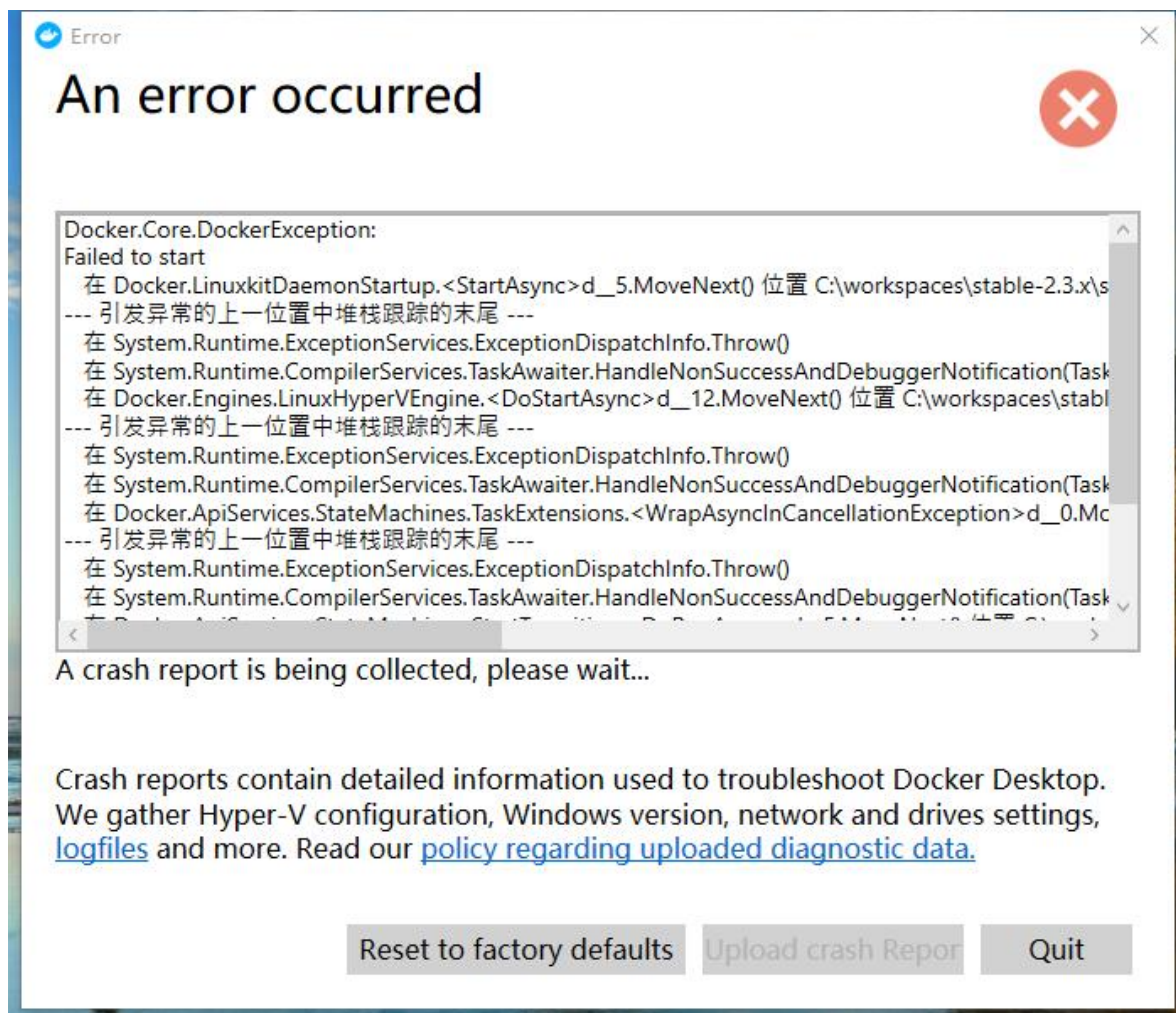 Error
An error occurred
Docker.Core.DockerException:
Failed to start
在 Docker.LinuxkitDaemonStartup.<StartAsync>d__5.MoveNext() 位置 C:\workspaces\stable-2.3.x\s
--- 引发异常的上一位置中堆栈跟踪的末尾 ---
在 System.Runtime.ExceptionServices.ExceptionDispatchInfo.Throw()
在 System.Runtime.CompilerServices.TaskAwaiter.HandleNonSuccessAndDebuggerNotification(Task
在 Docker.Engines.LinuxHyperVEngine.<DoStartAsync>d__12.MoveNext() 位置 C:\workspaces\stabl
--- 引发异常的上一位置中堆栈跟踪的末尾 ---
在 System.Runtime.ExceptionServices.ExceptionDispatchInfo.Throw()
在 System.Runtime.CompilerServices.TaskAwaiter.HandleNonSuccessAndDebuggerNotification(Task
在 Docker.ApiServices.StateMachines.TaskExtensions.<WrapAsyncInCancellationException>d__0.Mc
--- 引发异常的上一位置中堆栈跟踪的末尾 ---
在 System.Runtime.ExceptionServices.ExceptionDispatchInfo.Throw()
在 System.Runtime.CompilerServices.TaskAwaiter.HandleNonSuccessAndDebuggerNotification(Task
A crash report is being collected, please wait...
Crash reports contain detailed information used to troubleshoot Docker Desktop.
We gather Hyper-V configuration, Windows version, network and drives settings,
logfiles and more. Read our policy regarding uploaded diagnostic data.
Reset to factory defaults
Upload crash Repor
Quit